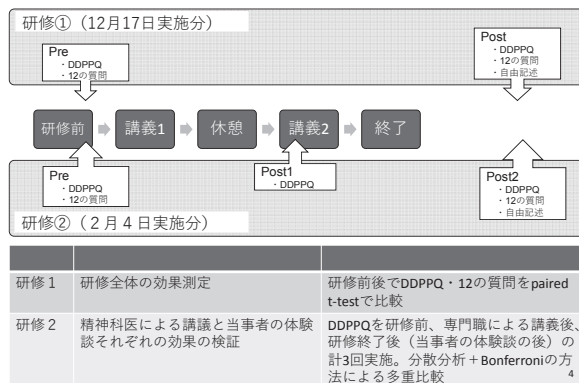 研修①（12月17日実施分）
Pre
・DDPPQ
・12の質問
Post
・DDPPQ
・12の質問
・自由記述
研修前
講義1
休憩
講義2
終了
Pre
・DDPPQ
・12の質問
Post1
・DDPPQ
Post2
・DDPPQ
・12の質問
・自由記述
研修②（２月４日実施分）
研修１
研修全体の効果測定
研修前後でDDPPQ・12の質問をpaired
t-testで比較
研修２
精神科医による講義と当事者の体験
談それぞれの効果の検証
DDPPQを研修前、専門職による講義後、
研修終了後（当事者の体験談の後）の
計3回実施。分散分析＋Bonferroniの方
法による多重比較
4